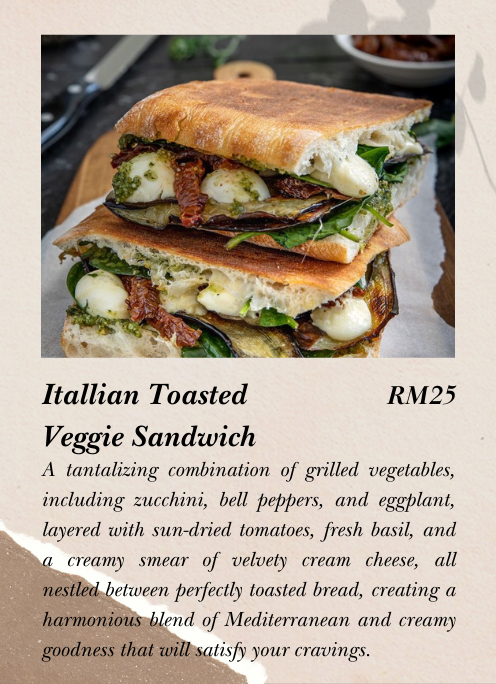 Itallian Toasted RM25
Veggie Sandwich
A tantalizing combination of grilled vegetables,
including zucchini, bell peppers, and eggplant,
layered with sun-dried tomatoes, fresh basil, and
a creamy smear of velvety cream cheese, all
nestled between perfectly toasted bread, creating a
harmonious blend of Mediterranean and creamy
goodness that will satisfy your cravings.